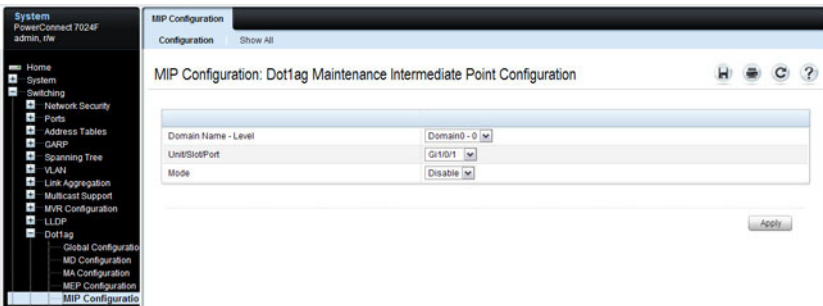 System
PowerConnect 7024F
admin, r/w
Home
System
Switching
Network Security
Ports
Address Tables
GARP
Spanning Tree
VLAN
Link Aggregation
Multicast Support
MVR Configuration
LLDP
Dot1ag
Global Configuratio
MD Configuration
MA Configuration
MEP Configuration
MIP Configuratio
MIP Configuration
Configuration Show All
MIP Configuration: Dot1ag Maintenance Intermediate Point Configuration
?
Domain Name - Level Domain0 - 0
Unit/Slot/Port Gi1/0/1
Mode Disable
Apply